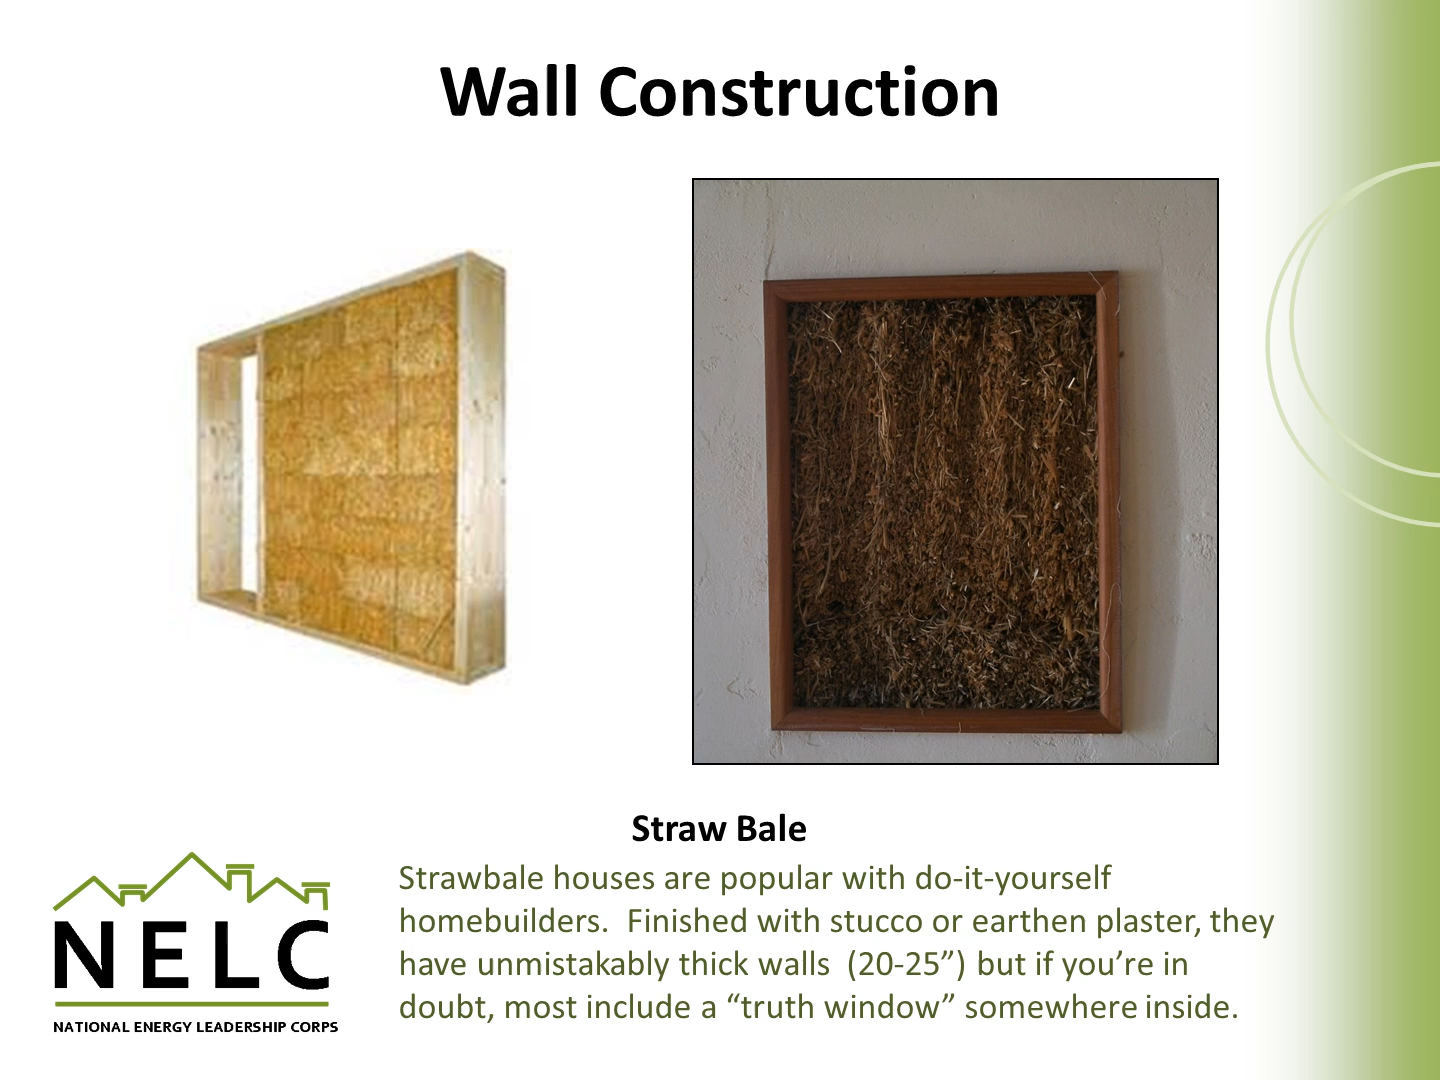 Wall Construction
Straw Bale
Strawbale houses are popular with do-it-yourself
homebuilders.  Finished with stucco or earthen plaster, they
have unmistakably thick walls  (20-25”) but if you’re in
doubt, most include a “truth window” somewhere inside.
NELC
NATIONAL ENERGY LEADERSHIP CORPS